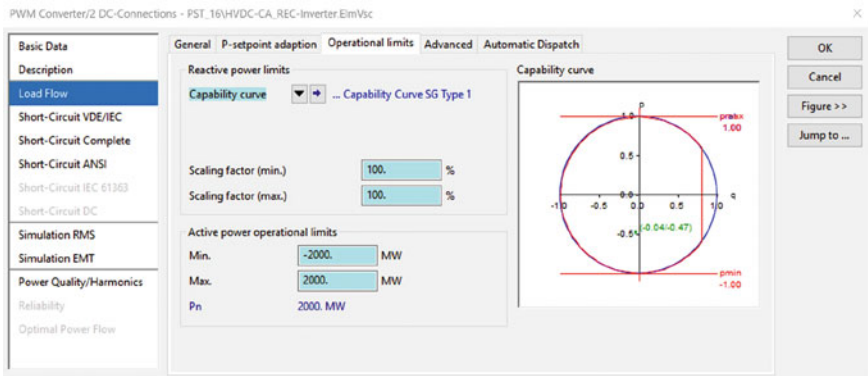 PWM Converter/2 DC-Connections - PST_16\HVDC-CA_REC-Inverter.ElmVsc
Basic Data
Description
Load Flow
Short-Circuit VDE/IEC
Short-Circuit Complete
Short-Circuit ANSI
Short-Circuit IEC 61363
Short-Circuit DC
Simulation RMS
Simulation EMT
Power Quality/Harmonics
Reliability
Optimal Power Flow
General P-setpoint adaption Operational limits Advanced Automatic Dispatch
Reactive power limits
Capability curve ... Capability Curve SG Type 1
Scaling factor (min.) 100. %
Scaling factor (max.) 100. %
Active power operational limits
Min. -2000. MW
Max. 2000. MW
Pn 2000. MW
Capability curve
p
1.0
1.00
0.5
-1.0 -0.5 0.0 0.5 1.0 q
0.0
-0.5
(-0.04/-0.47)
pmin
-1.00
OK
Cancel
Figure >>
Jump to ...